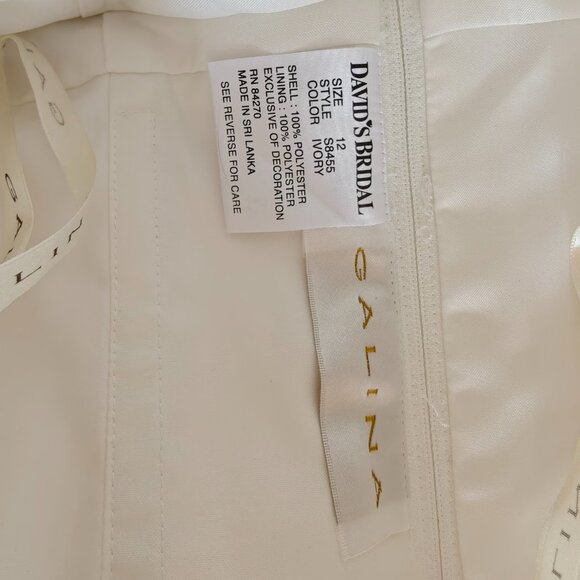 DAVID'S BRIDAL
SIZE 12
STYLE S8455
COLOR IVORY
SHELL : 100% POLYESTER
LINING : 100% POLYESTER
EXCLUSIVE OF DECORATION
RN 84270
MADE IN SRI LANKA
SEE REVERSE FOR CARE
GALINA